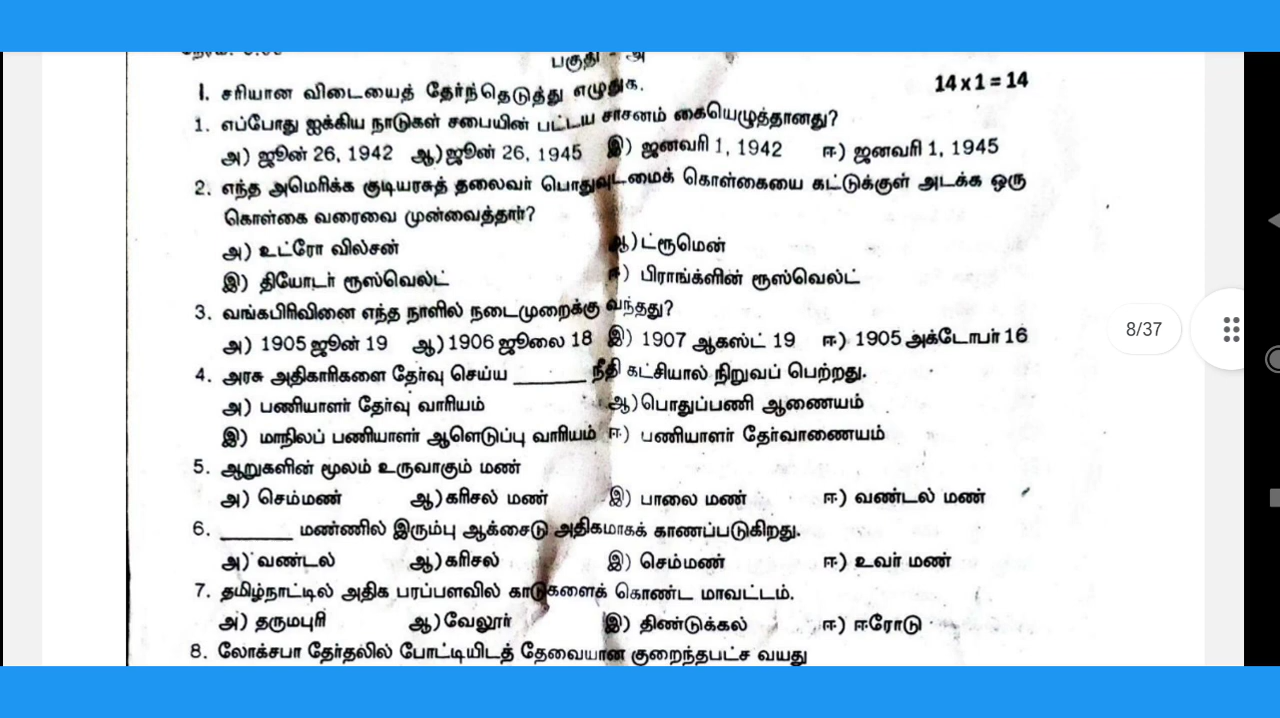 பகுதி - அ
I. சரியான விடையைத் தேர்ந்தெடுத்து எழுதுக. 14 x 1 = 14
1. எப்போது ஐக்கிய நாடுகள் சபையின் பட்டய சாசனம் கையெழுத்தானது?
அ) ஜூன் 26, 1942 ஆ) ஜூன் 26, 1945 இ) ஜனவரி 1, 1942 ஈ) ஜனவரி 1, 1945
2. எந்த அமெரிக்க குடியரசுத் தலைவர் பொதுவுடமைக் கொள்கையை கட்டுக்குள் அடக்க ஒரு
கொள்கை வரைவை முன்வைத்தார்?
அ) உட்ரோ வில்சன் ஆ) ட்ரூமென்
இ) தியோடர் ரூஸ்வெல்ட் ஈ) பிராங்க்ளின் ரூஸ்வெல்ட்
3. வங்கபிரிவினை எந்த நாளில் நடைமுறைக்கு வந்தது?
அ) 1905 ஜூன் 19 ஆ) 1906 ஜூலை 18 இ) 1907 ஆகஸ்ட் 19 ஈ) 1905 அக்டோபர் 16
4. அரசு அதிகாரிகளை தேர்வு செய்ய ______ நீதி கட்சியால் நிறுவப் பெற்றது.
அ) பணியாளர் தேர்வு வாரியம் ஆ) பொதுப்பணி ஆணையம்
இ) மாநிலப் பணியாளர் ஆளெடுப்பு வாரியம் ஈ) பணியாளர் தேர்வாணையம்
5. ஆறுகளின் மூலம் உருவாகும் மண்
அ) செம்மண் ஆ) கரிசல் மண் இ) பாலை மண் ஈ) வண்டல் மண்
8/37
6. ______ மண்ணில் இரும்பு ஆக்சைடு அதிகமாகக் காணப்படுகிறது.
அ) வண்டல் ஆ) கரிசல் இ) செம்மண் ஈ) உவர் மண்
7. தமிழ்நாட்டில் அதிக பரப்பளவில் காடுகளைக் கொண்ட மாவட்டம்.
அ) தருமபுரி ஆ) வேலூர் இ) திண்டுக்கல் ஈ) ஈரோடு
8. லோக்சபா தேர்தலில் போட்டியிடத் தேவையான குறைந்தபட்ச வயது